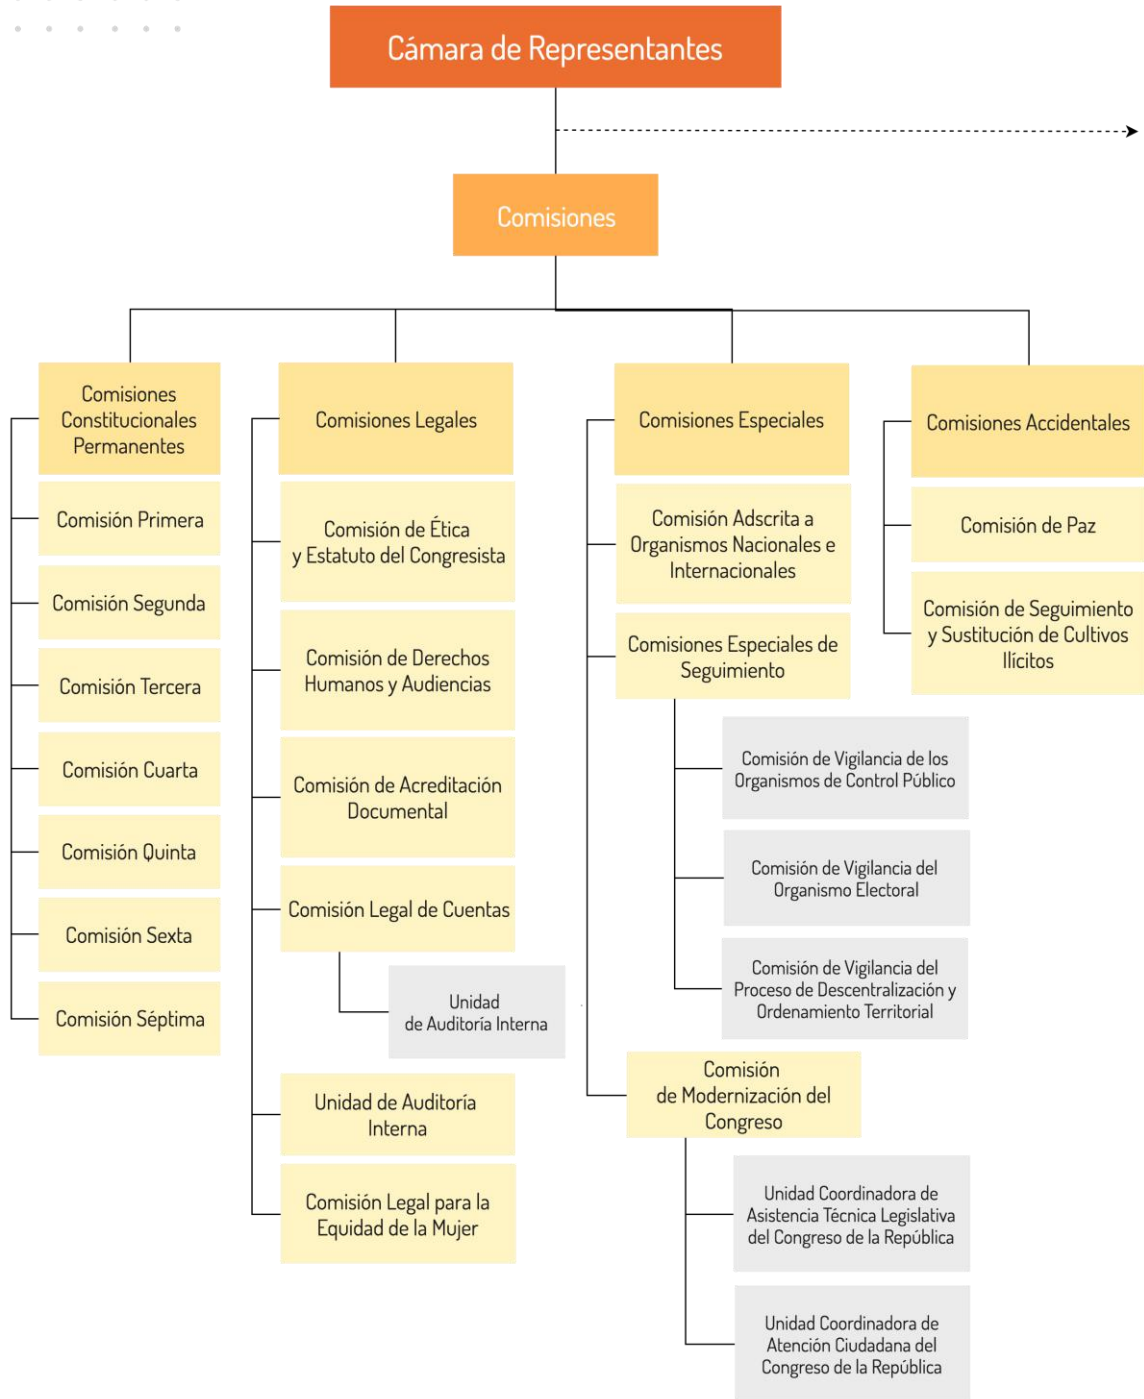 Cámara de Representantes
Comisiones
Comisiones
Constitucionales
Permanentes
Comisión Primera
Comisión Segunda
Comisión Tercera
Comisión Cuarta
Comisión Quinta
Comisión Sexta
Comisión Séptima
Comisiones Legales
Comisión de Ética
y Estatuto del Congresista
Comisión de Derechos
Humanos y Audiencias
Comisión de Acreditación
Documental
Comisión Legal de Cuentas
Unidad
de Auditoría Interna
Unidad de Auditoría
Interna
Comisión Legal para la
Equidad de la Mujer
Comisiones Especiales
Comisión Adscrita a
Organismos Nacionales e
Internacionales
Comisiones Especiales de
Seguimiento
Comisión de Vigilancia de los
Organismos de Control Público
Comisión de Vigilancia del
Organismo Electoral
Comisión de Vigilancia del
Proceso de Descentralización y
Ordenamiento Territorial
Comisión
de Modernización del
Congreso
Unidad Coordinadora de
Asistencia Técnica Legislativa
del Congreso de la República
Unidad Coordinadora de
Atención Ciudadana del
Congreso de la República
Comisiones Accidentales
Comisión de Paz
Comisión de Seguimiento
y Sustitución de Cultivos
Ilícitos